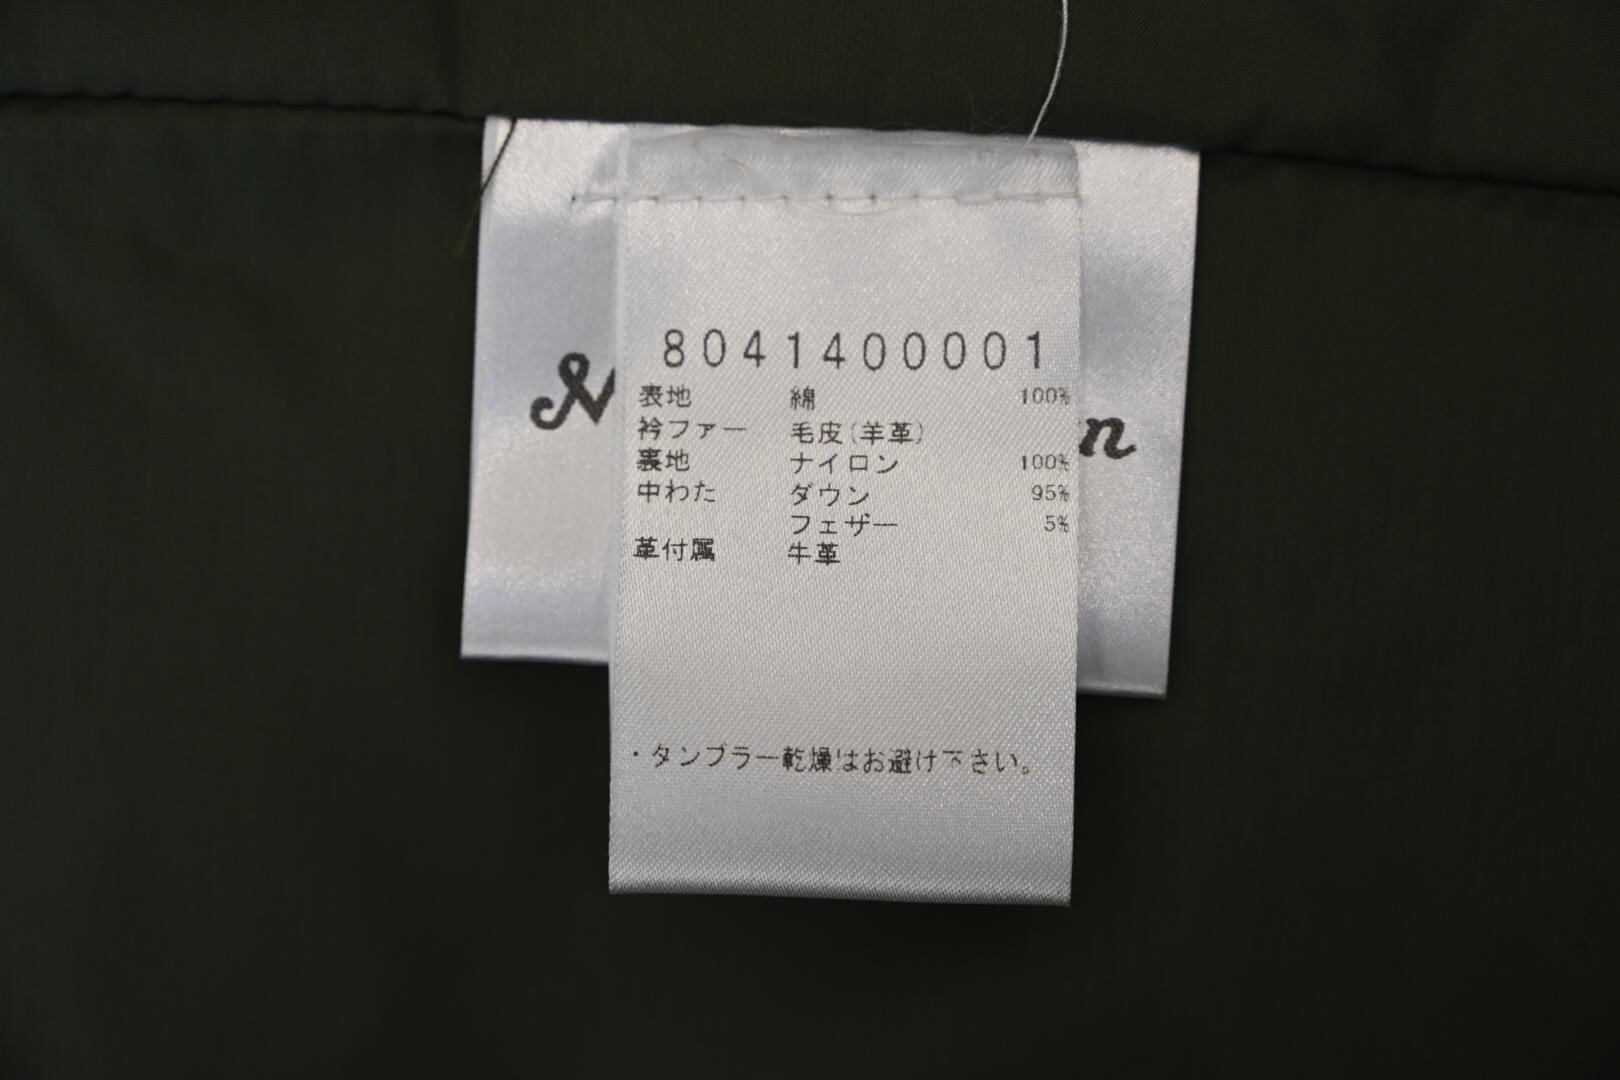 8041400001
表地 綿 100%
衿ファー 毛皮(羊革)
裏地 ナイロン 100%
中わた ダウン 95%
フェザー 5%
革付属 牛革
・タンブラー乾燥はお避け下さい。